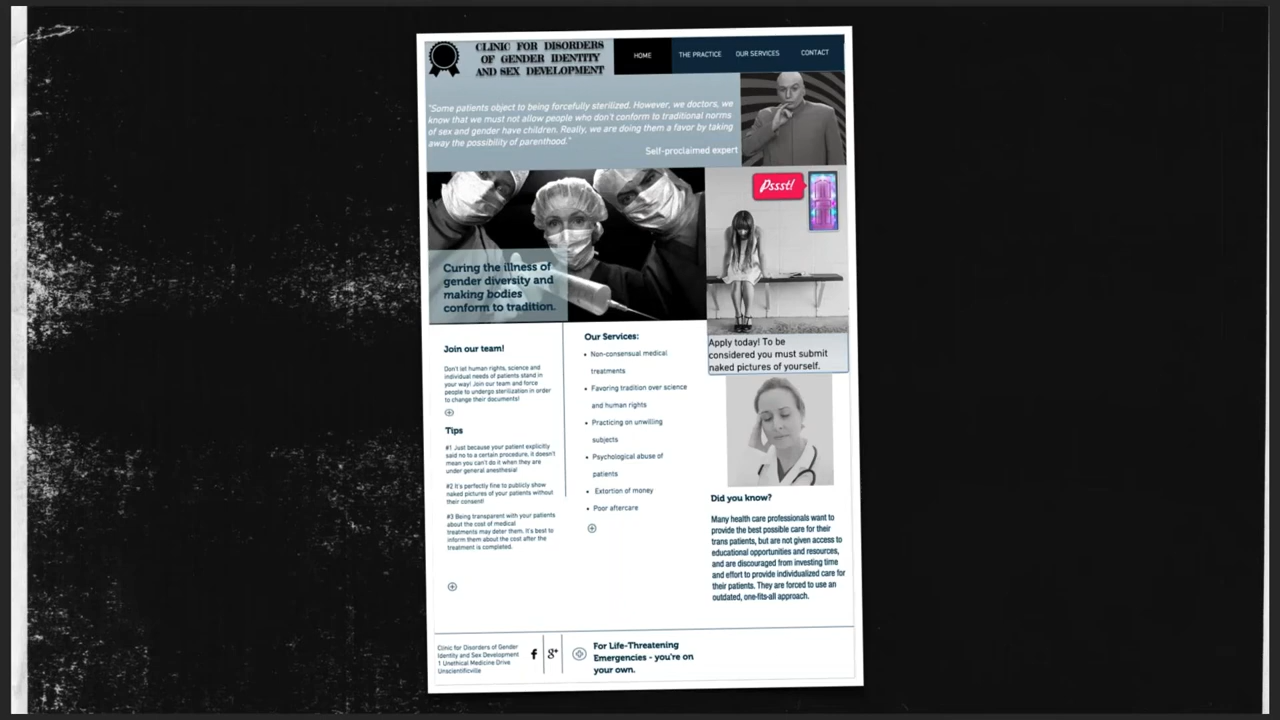 CLINIC FOR DISORDERS
OF GENDER IDENTITY
AND SEX DEVELOPMENT
HOME
THE PRACTICE
OUR SERVICES
CONTACT
"Some patients object to being forcefully sterilized. However, we doctors, we
know that we must not allow people who don't conform to traditional norms
of sex and gender have children. Really, we are doing them a favor by taking
away the possibility of parenthood."
Self-proclaimed expert
Pssst!
Curing the illness of
gender diversity and
making bodies
conform to tradition.
Apply today! To be
considered you must submit
naked pictures of yourself.
Join our team!
Don't let human rights, science and
individual needs of patients stand in
your way! Join our team and force
people to undergo sterilization in order
to change their documents!
Tips
#1 Just because your patient explicitly
said no to a certain procedure, it doesn't
mean you can't do it when they are
under general anesthesia!
#2 It's perfectly fine to publicly show
naked pictures of your patients without
their consent!
#3 Being transparent with your patients
about the cost of medical
treatments may deter them. It's best to
inform them about the cost after the
treatment is completed.
Our Services:
• Non-consensual medical
treatments
• Favoring tradition over science
and human rights
• Practicing on unwilling
subjects
• Psychological abuse of
patients
• Extortion of money
• Poor aftercare
Did you know?
Many health care professionals want to
provide the best possible care for their
trans patients, but are not given access to
educational opportunities and resources,
and are discouraged from investing time
and effort to provide individualized care for
their patients. They are forced to use an
outdated, one-fits-all approach.
Clinic for Disorders of Gender
Identity and Sex Development
1 Unethical Medicine Drive
Unscientificville
f
g+
For Life-Threatening
Emergencies - you're on
your own.